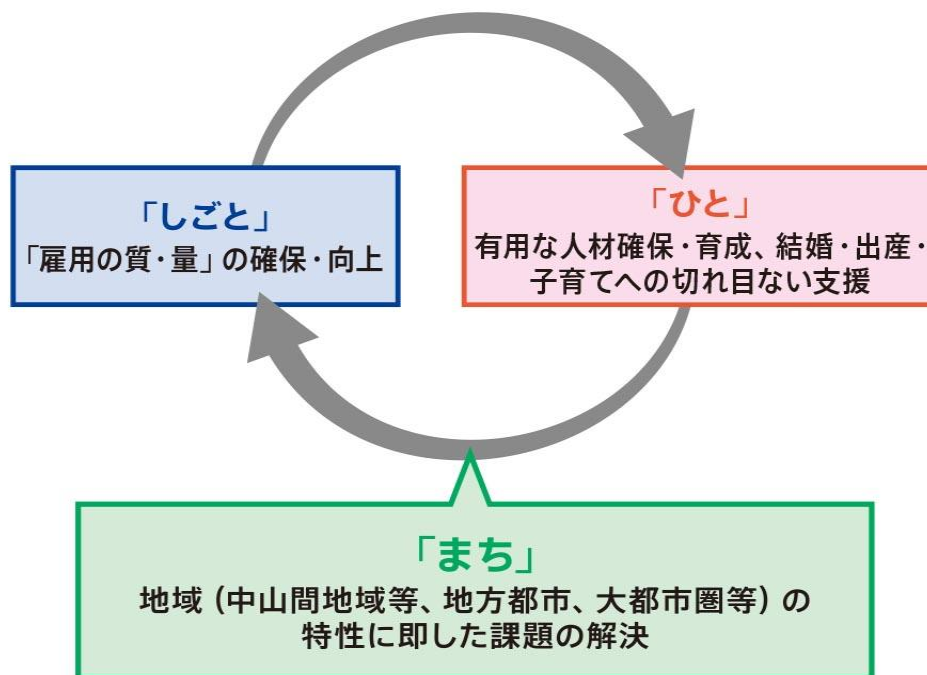 「しごと」
「雇用の質・量」の確保・向上
「ひと」
有用な人材確保・育成、結婚・出産・
子育てへの切れ目ない支援
「まち」
地域（中山間地域等、地方都市、大都市圏等）の
特性に即した課題の解決